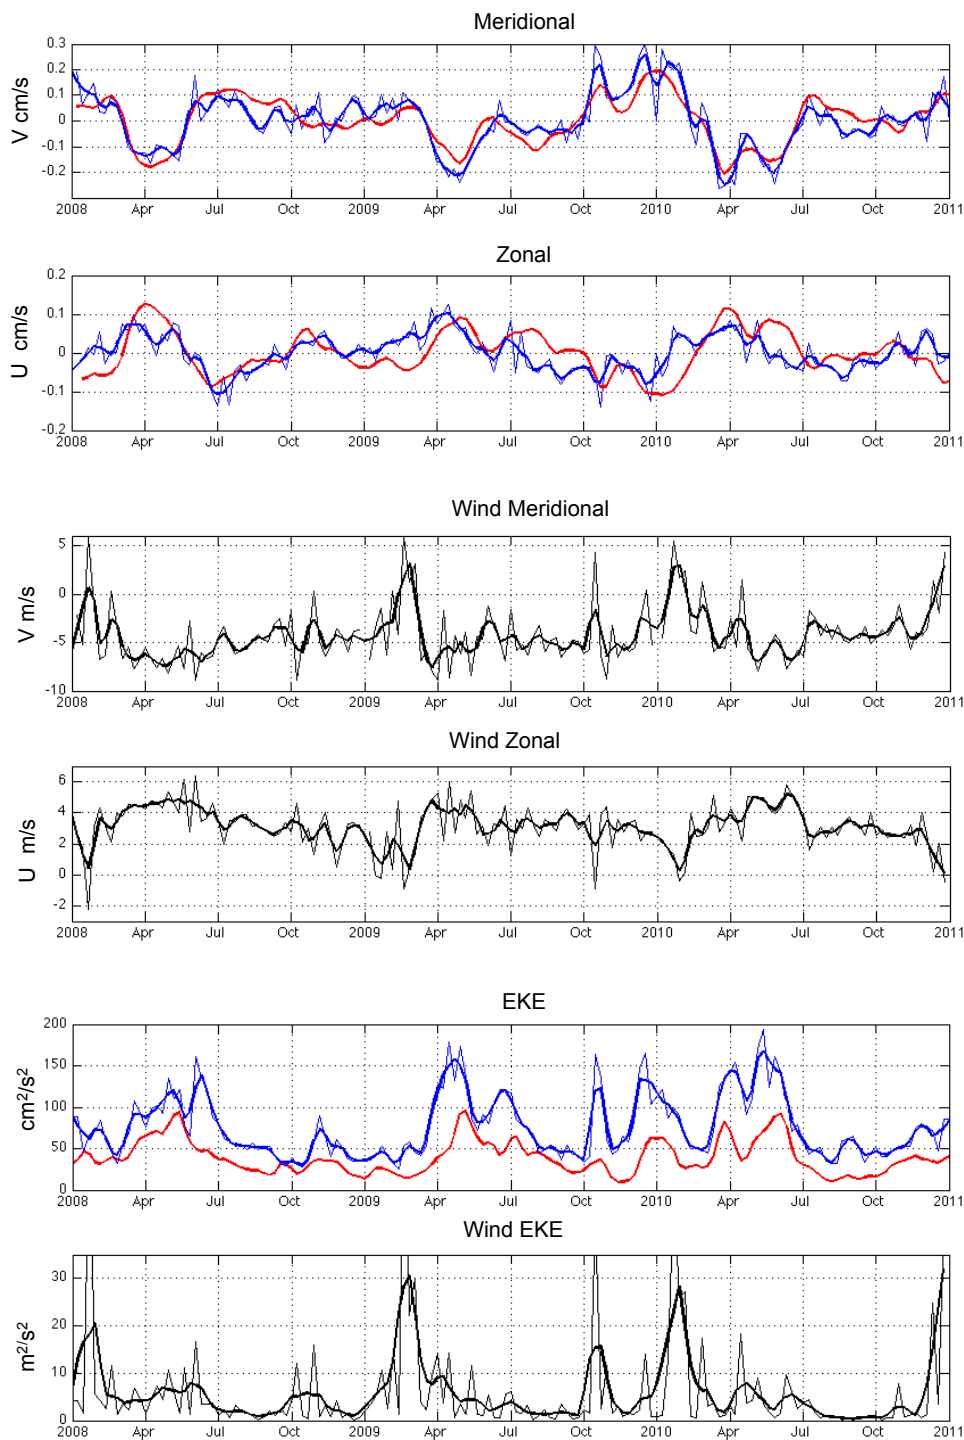 Meridional
V cm/s
0.3
0.2
0.1
0
-0.1
-0.2
2008 Apr Jul Oct 2009 Apr Jul Oct 2010 Apr Jul Oct 2011
Zonal
U cm/s
0.2
0.1
0
-0.1
-0.2
2008 Apr Jul Oct 2009 Apr Jul Oct 2010 Apr Jul Oct 2011
Wind Meridional
V m/s
5
0
-5
-10
2008 Apr Jul Oct 2009 Apr Jul Oct 2010 Apr Jul Oct 2011
Wind Zonal
U m/s
6
4
2
0
-2
2008 Apr Jul Oct 2009 Apr Jul Oct 2010 Apr Jul Oct 2011
EKE
cm²/s²
200
150
100
50
0
2008 Apr Jul Oct 2009 Apr Jul Oct 2010 Apr Jul Oct 2011
Wind EKE
m²/s²
30
20
10
0
2008 Apr Jul Oct 2009 Apr Jul Oct 2010 Apr Jul Oct 2011